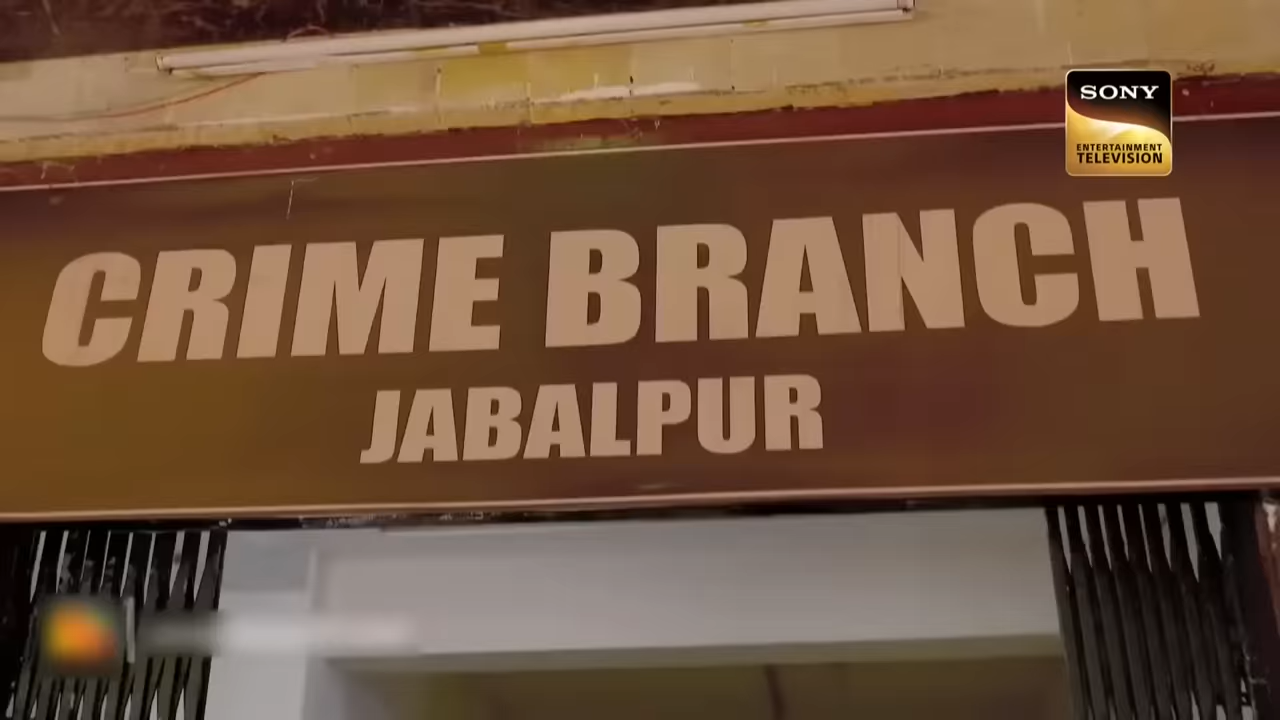 SONY
ENTERTAINMENT
TELEVISION
CRIME BRANCH
JABALPUR